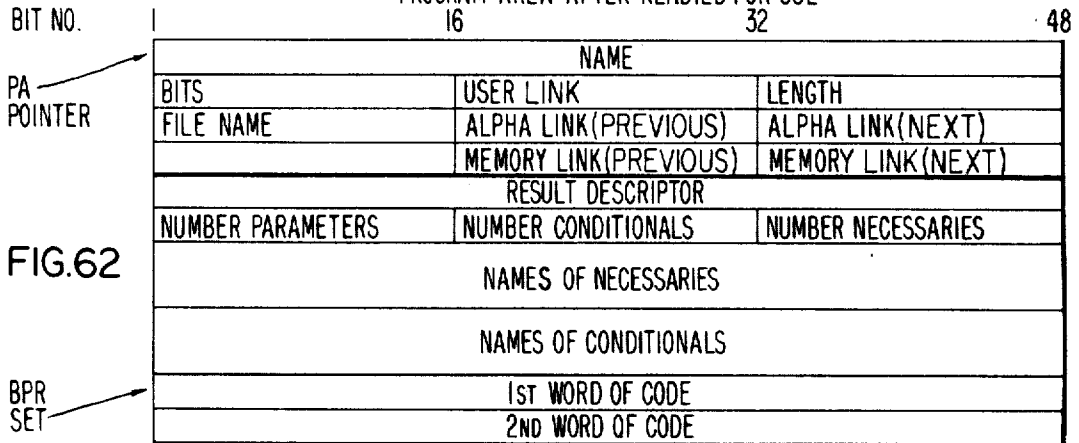 PROGRAM AREA AFTER READIED FOR USE
BIT NO. 1 16 32 48
NAME
PA POINTER
BITS USER LINK LENGTH
FILE NAME ALPHA LINK(PREVIOUS) ALPHA LINK(NEXT)
MEMORY LINK(PREVIOUS) MEMORY LINK(NEXT)
RESULT DESCRIPTOR
NUMBER PARAMETERS NUMBER CONDITIONALS NUMBER NECESSARIES
FIG.62
NAMES OF NECESSARIES
NAMES OF CONDITIONALS
BPR SET
1ST WORD OF CODE
2ND WORD OF CODE